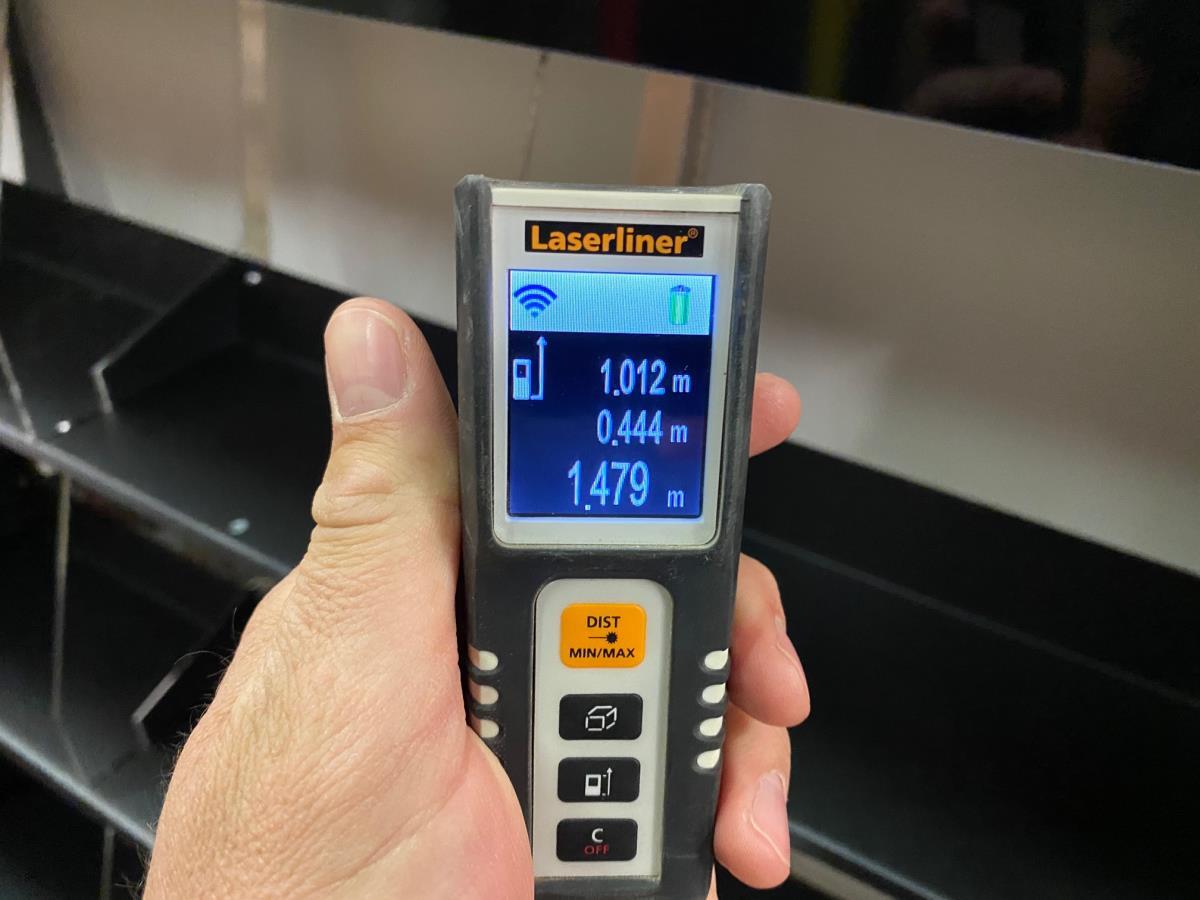 Laserliner®
1.012 m
0.444 m
1.479 m
DIST
MIN/MAX
C
OFF